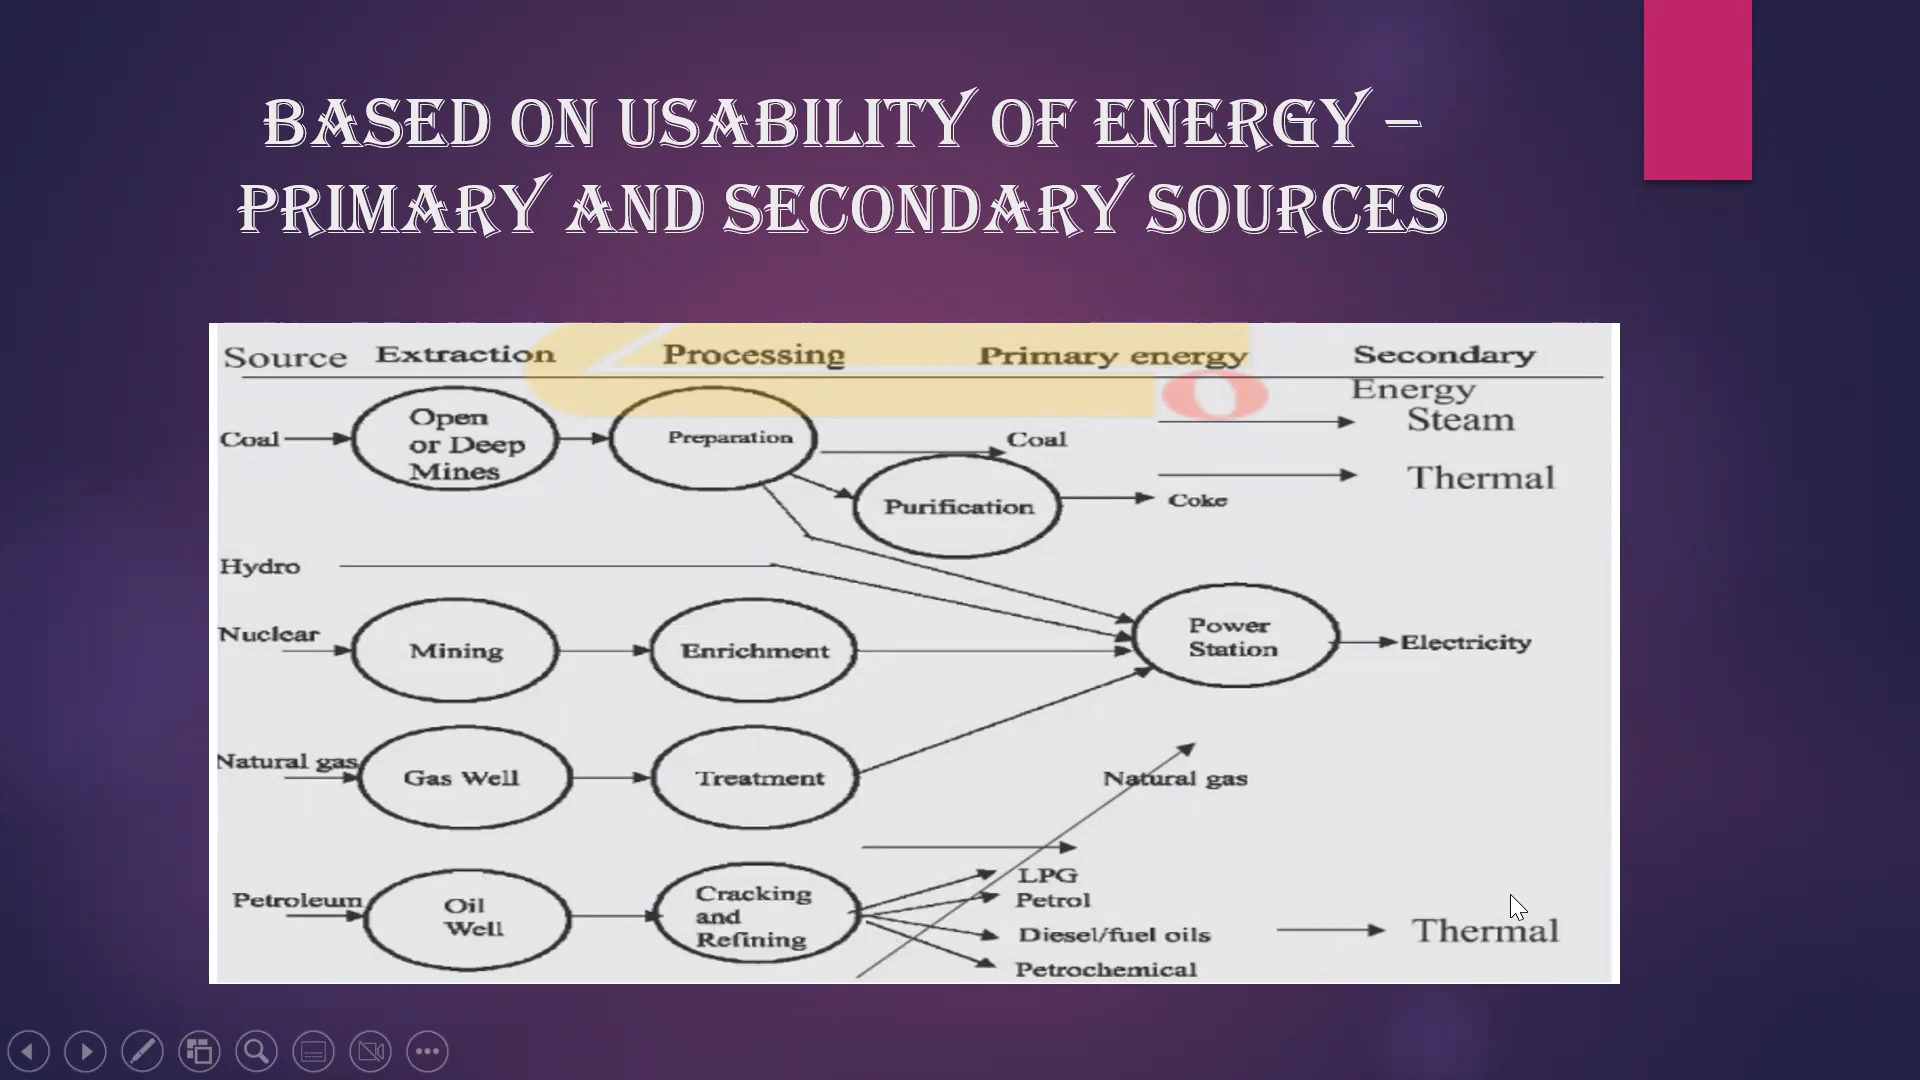 BASED ON USABILITY OF ENERGY –
PRIMARY AND SECONDARY SOURCES
Source Extraction Processing Primary energy Secondary
Energy
Coal
Open
or Deep
Mines
Preparation
Coal
Steam
Purification
Coke
Thermal
Hydro
Nuclear
Mining
Enrichment
Power
Station
Electricity
Natural gas
Gas Well
Treatment
Natural gas
Petroleum
Oil
Well
Cracking
and
Refining
LPG
Petrol
Diesel/fuel oils
Petrochemical
Thermal